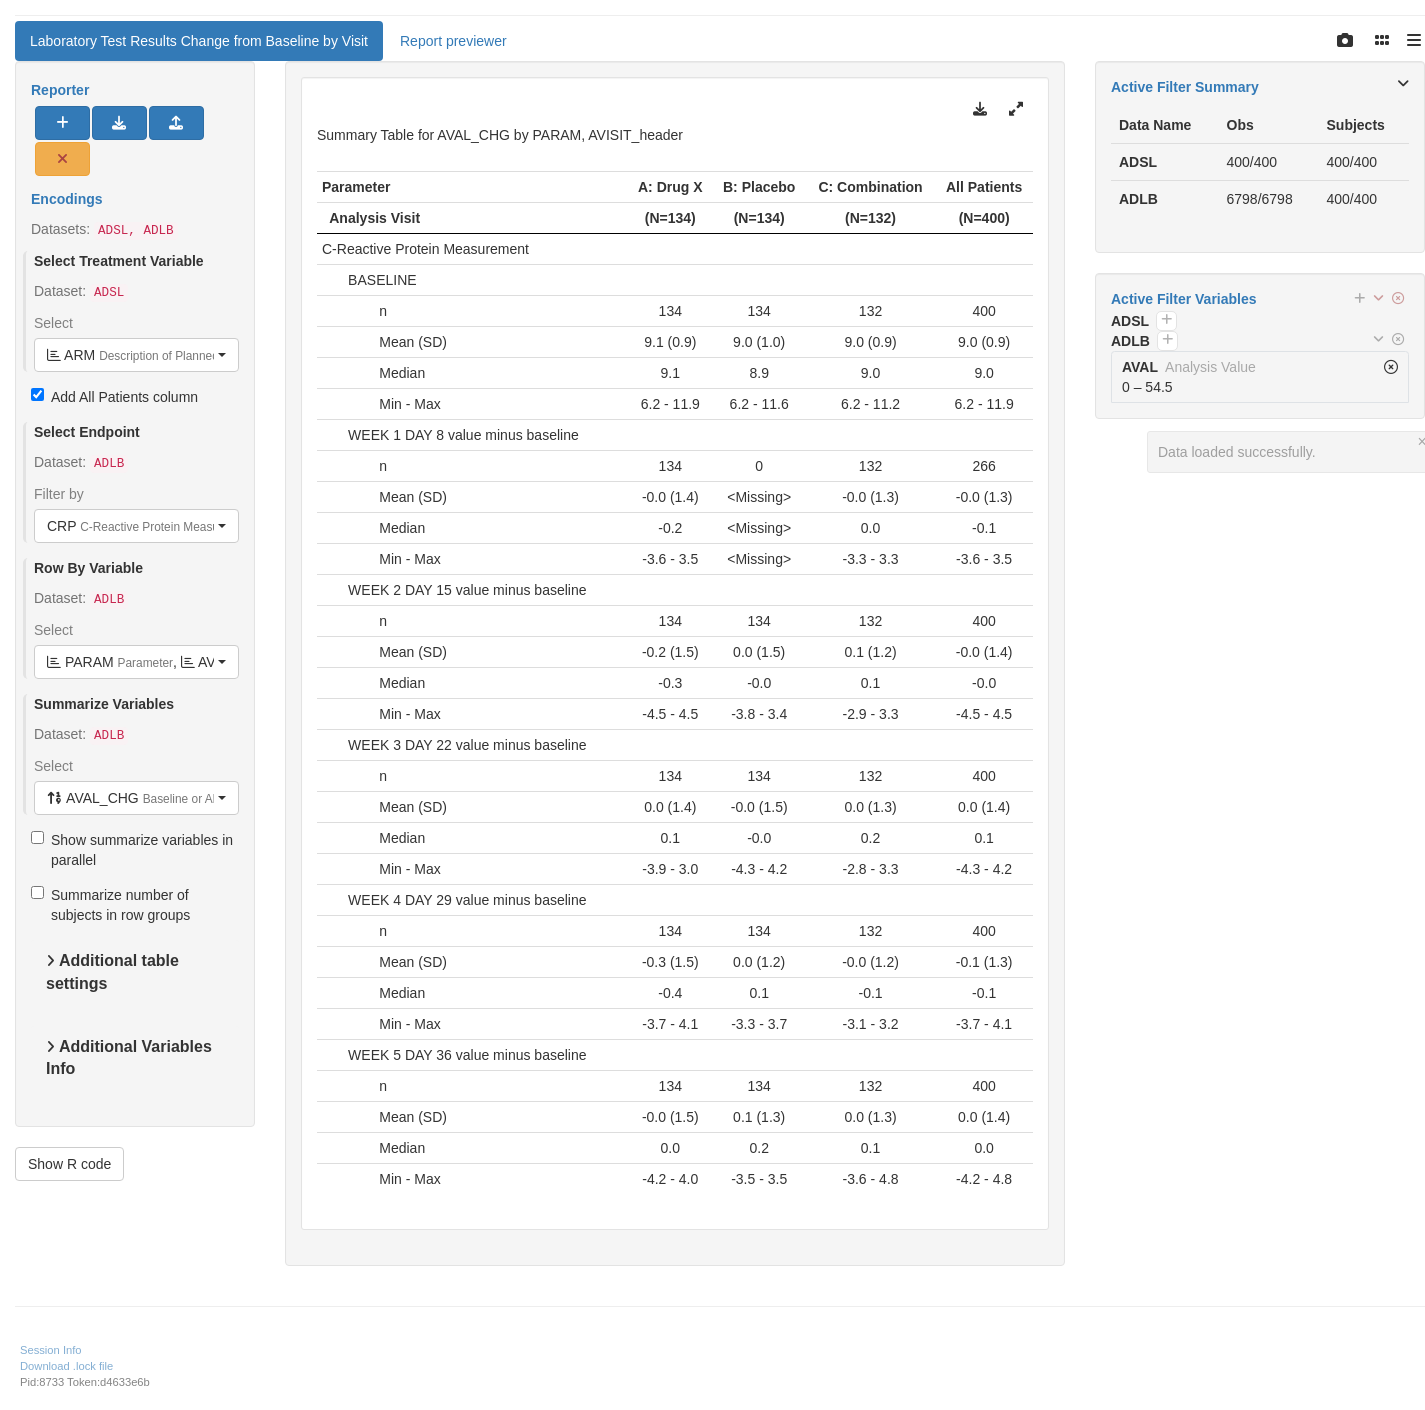 Laboratory Test Results Change from Baseline by Visit
Report previewer
Reporter
Encodings
Datasets: ADSL, ADLB
Select Treatment Variable
Dataset: ADSL
Select
ARM Description of Planned
Add All Patients column
Select Endpoint
Dataset: ADLB
Filter by
CRP C-Reactive Protein Measu
Row By Variable
Dataset: ADLB
Select
PARAM Parameter, AV
Summarize Variables
Dataset: ADLB
Select
AVAL_CHG Baseline or A
Show summarize variables in
parallel
Summarize number of
subjects in row groups
Additional table
settings
Additional Variables
Info
Show R code
Summary Table for AVAL_CHG by PARAM, AVISIT_header
Parameter A: Drug X B: Placebo C: Combination All Patients
Analysis Visit (N=134) (N=134) (N=132) (N=400)
C-Reactive Protein Measurement
BASELINE
n 134 134 132 400
Mean (SD) 9.1 (0.9) 9.0 (1.0) 9.0 (0.9) 9.0 (0.9)
Median 9.1 8.9 9.0 9.0
Min - Max 6.2 - 11.9 6.2 - 11.6 6.2 - 11.2 6.2 - 11.9
WEEK 1 DAY 8 value minus baseline
n 134 0 132 266
Mean (SD) -0.0 (1.4) <Missing> -0.0 (1.3) -0.0 (1.3)
Median -0.2 <Missing> 0.0 -0.1
Min - Max -3.6 - 3.5 <Missing> -3.3 - 3.3 -3.6 - 3.5
WEEK 2 DAY 15 value minus baseline
n 134 134 132 400
Mean (SD) -0.2 (1.5) 0.0 (1.5) 0.1 (1.2) -0.0 (1.4)
Median -0.3 -0.0 0.1 -0.0
Min - Max -4.5 - 4.5 -3.8 - 3.4 -2.9 - 3.3 -4.5 - 4.5
WEEK 3 DAY 22 value minus baseline
n 134 134 132 400
Mean (SD) 0.0 (1.4) -0.0 (1.5) 0.0 (1.3) 0.0 (1.4)
Median 0.1 -0.0 0.2 0.1
Min - Max -3.9 - 3.0 -4.3 - 4.2 -2.8 - 3.3 -4.3 - 4.2
WEEK 4 DAY 29 value minus baseline
n 134 134 132 400
Mean (SD) -0.3 (1.5) 0.0 (1.2) -0.0 (1.2) -0.1 (1.3)
Median -0.4 0.1 -0.1 -0.1
Min - Max -3.7 - 4.1 -3.3 - 3.7 -3.1 - 3.2 -3.7 - 4.1
WEEK 5 DAY 36 value minus baseline
n 134 134 132 400
Mean (SD) -0.0 (1.5) 0.1 (1.3) 0.0 (1.3) 0.0 (1.4)
Median 0.0 0.2 0.1 0.0
Min - Max -4.2 - 4.0 -3.5 - 3.5 -3.6 - 4.8 -4.2 - 4.8
Active Filter Summary
Data Name Obs Subjects
ADSL 400/400 400/400
ADLB 6798/6798 400/400
Active Filter Variables
ADSL
ADLB
AVAL Analysis Value
0 – 54.5
Data loaded successfully.
Session Info
Download .lock file
Pid:8733 Token:d4633e6b